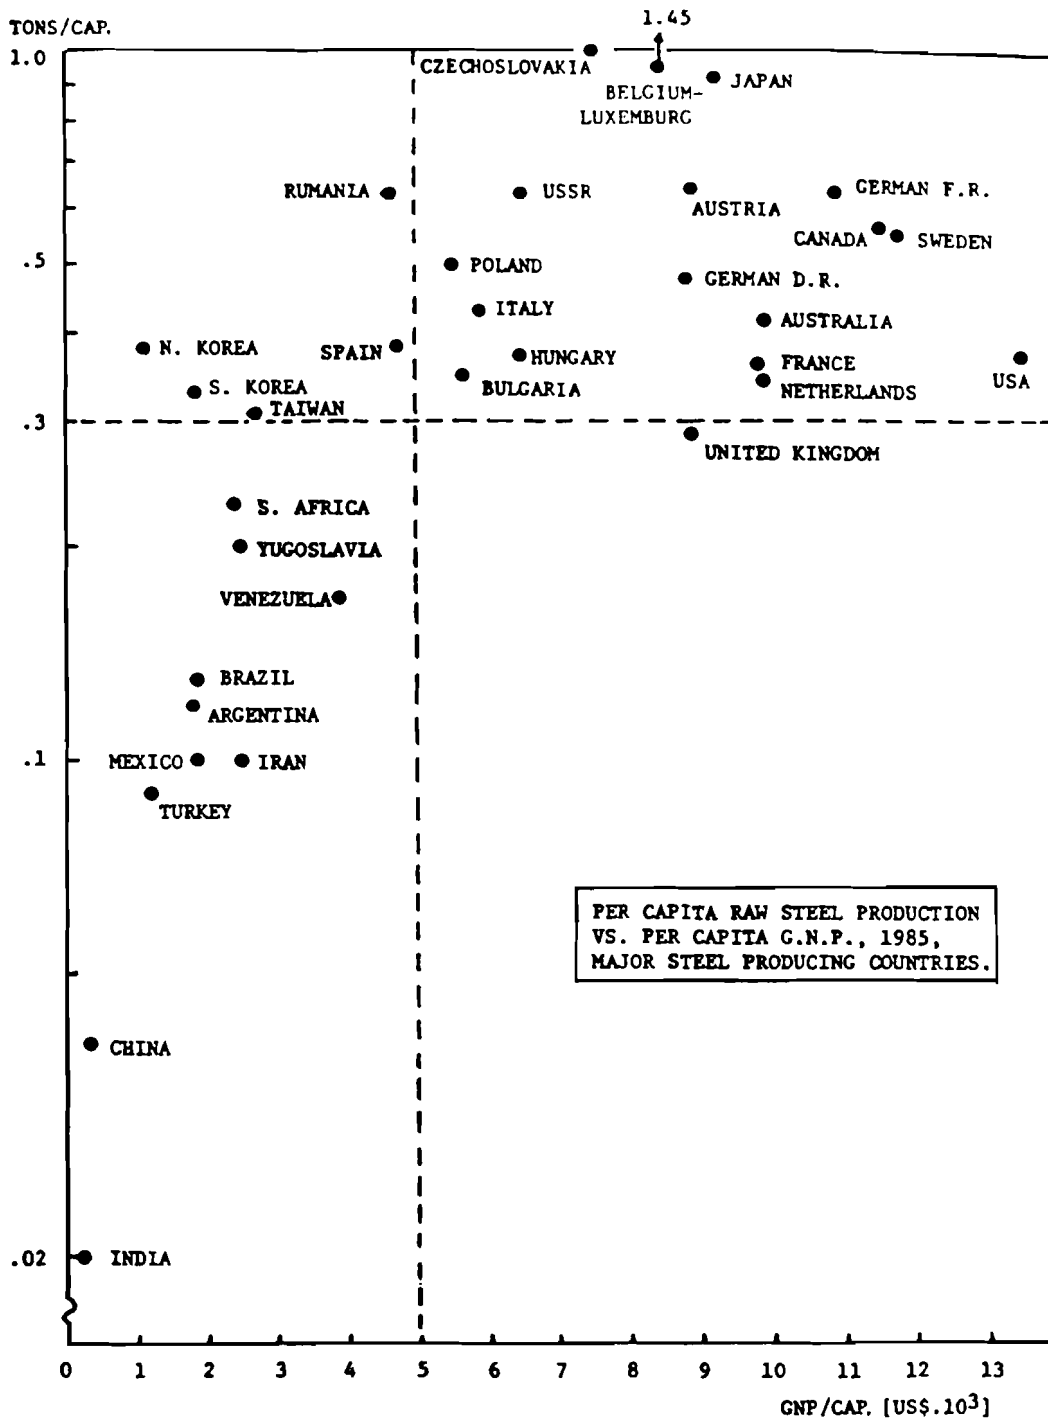 1.45
TONS/CAP.
1.0
CZECHOSLOVAKIA
BELGIUM-
LUXEMBURG
JAPAN
RUMANIA
USSR
AUSTRIA
GERMAN F.R.
CANADA
SWEDEN
.5
POLAND
GERMAN D.R.
ITALY
AUSTRALIA
N. KOREA
SPAIN
HUNGARY
FRANCE
USA
S. KOREA
BULGARIA
NETHERLANDS
TAIWAN
.3
UNITED KINGDOM
S. AFRICA
YUGOSLAVIA
VENEZUELA
BRAZIL
ARGENTINA
.1
MEXICO
IRAN
TURKEY
PER CAPITA RAW STEEL PRODUCTION
VS. PER CAPITA G.N.P., 1985,
MAJOR STEEL PRODUCING COUNTRIES.
CHINA
.02
INDIA
0 1 2 3 4 5 6 7 8 9 10 11 12 13
GNP/CAP. [US$.10³]